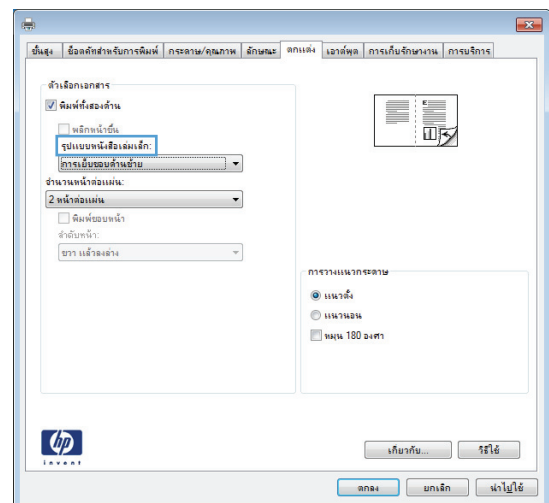 ขั้นสูง ช็อตคัทสำหรับการพิมพ์ กระดาษ/คุณภาพ ลักษณะ ตกแต่ง เอาต์พุต การเก็บรักษางาน การบริการ
ตัวเลือกเอกสาร
พิมพ์ทั้งสองด้าน
พลิกหน้าขึ้น
รูปแบบหนังสือเล่มเล็ก:
การเย็บขอบด้านซ้าย
จำนวนหน้าต่อแผ่น:
2 หน้าต่อแผ่น
พิมพ์ขอบหน้า
ลำดับหน้า:
ขวา แล้วลงล่าง
การวางแนวกระดาษ
แนวตั้ง
แนวนอน
หมุน 180 องศา
hp
invent
เกี่ยวกับ...
วิธีใช้
ตกลง
ยกเลิก
นำไปใช้